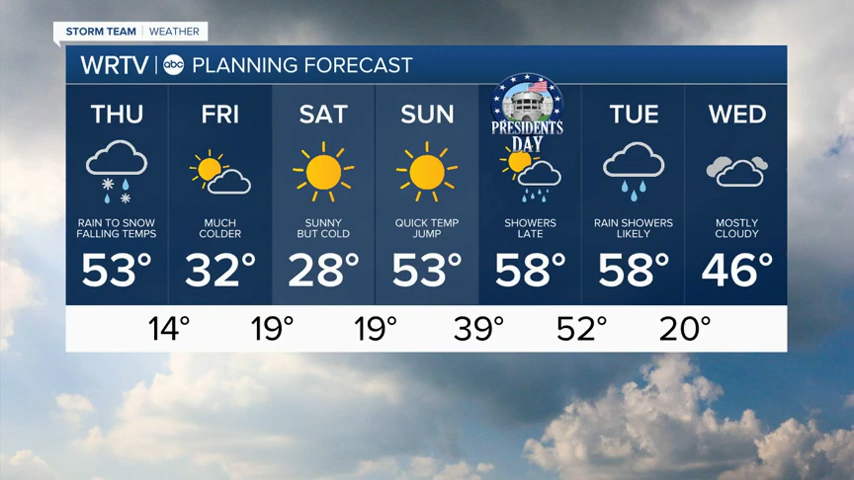 STORM TEAM | WEATHER
WRTV | abc PLANNING FORECAST
THU FRI SAT SUN PRESIDENTS DAY TUE WED
RAIN TO SNOW
FALLING TEMPS
MUCH
COLDER
SUNNY
BUT COLD
QUICK TEMP
JUMP
SHOWERS
LATE
RAIN SHOWERS
LIKELY
MOSTLY
CLOUDY
53° 32° 28° 53° 58° 58° 46°
14° 19° 19° 39° 52° 20°